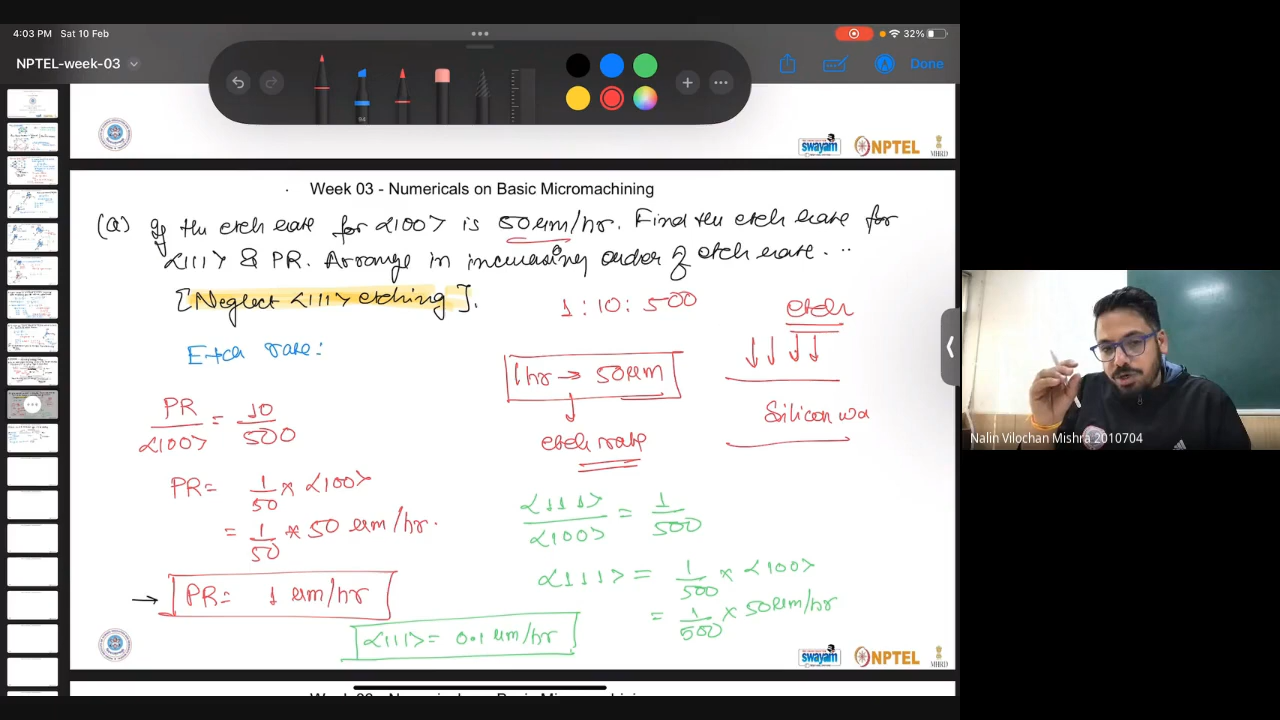 4:03 PM Sat 10 Feb
32%
NPTEL-week-03
Done
swayam
NPTEL
MHRD
Week 03 - Numericals on Basic Micromachining
(a) If the etch rate for <100> is 50um/hr. Find the etch rate for
<111> & PR. Arrange in increasing order of etch rate...
[Neglect <111> etching].
1:10:500
etch
Etch rate:
1hr → 50um
Silicon wa
etch rate
PR/<100> = 10/500
PR = 1/50 * <100>
= 1/50 * 50 um/hr.
→ PR = 1 um/hr
<111>/<100> = 1/500
<111> = 1/500 * <100>
= 1/500 * 50um/hr
<111> = 0.1 um/hr
swayam
NPTEL
MHRD
Nalin Vilochan Mishra 2010704